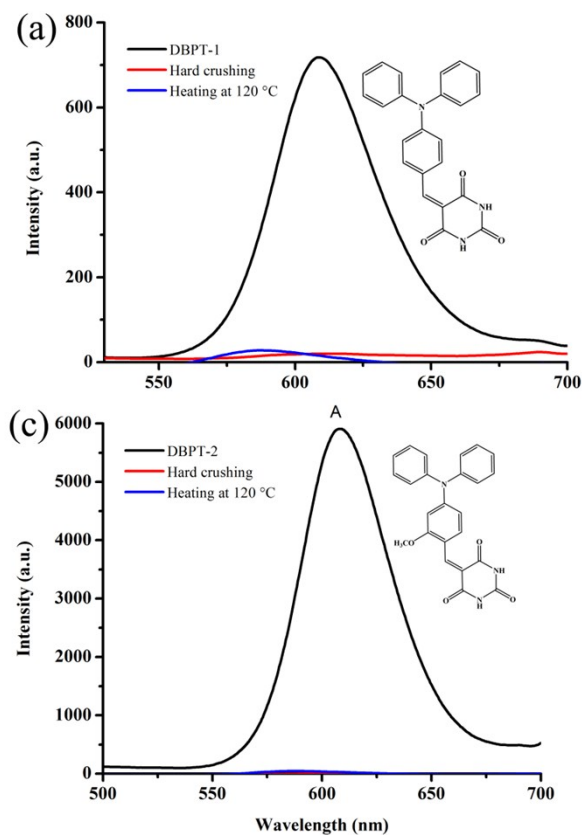 (a)
800
600
400
200
0
Intensity (a.u.)
DBPT-1
Hard crushing
Heating at 120 °C
N
O
O
NH
N
H
O
550
600
650
700
(c)
A
6000
5000
4000
3000
2000
1000
0
Intensity (a.u.)
DBPT-2
Hard crushing
Heating at 120 °C
N
H₃CO
O
O
NH
N
H
O
500
550
600
650
700
Wavelength (nm)